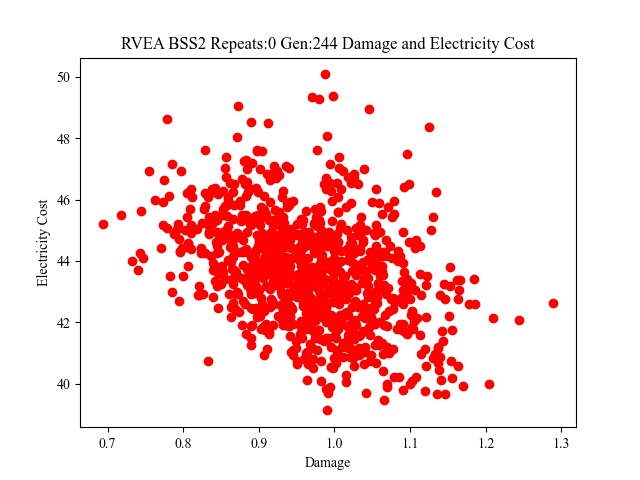 RVEA BSS2 Repeats:0 Gen:244 Damage and Electricity Cost
50
48
46
44
42
40
Electricity Cost
0.7 0.8 0.9 1.0 1.1 1.2 1.3
Damage